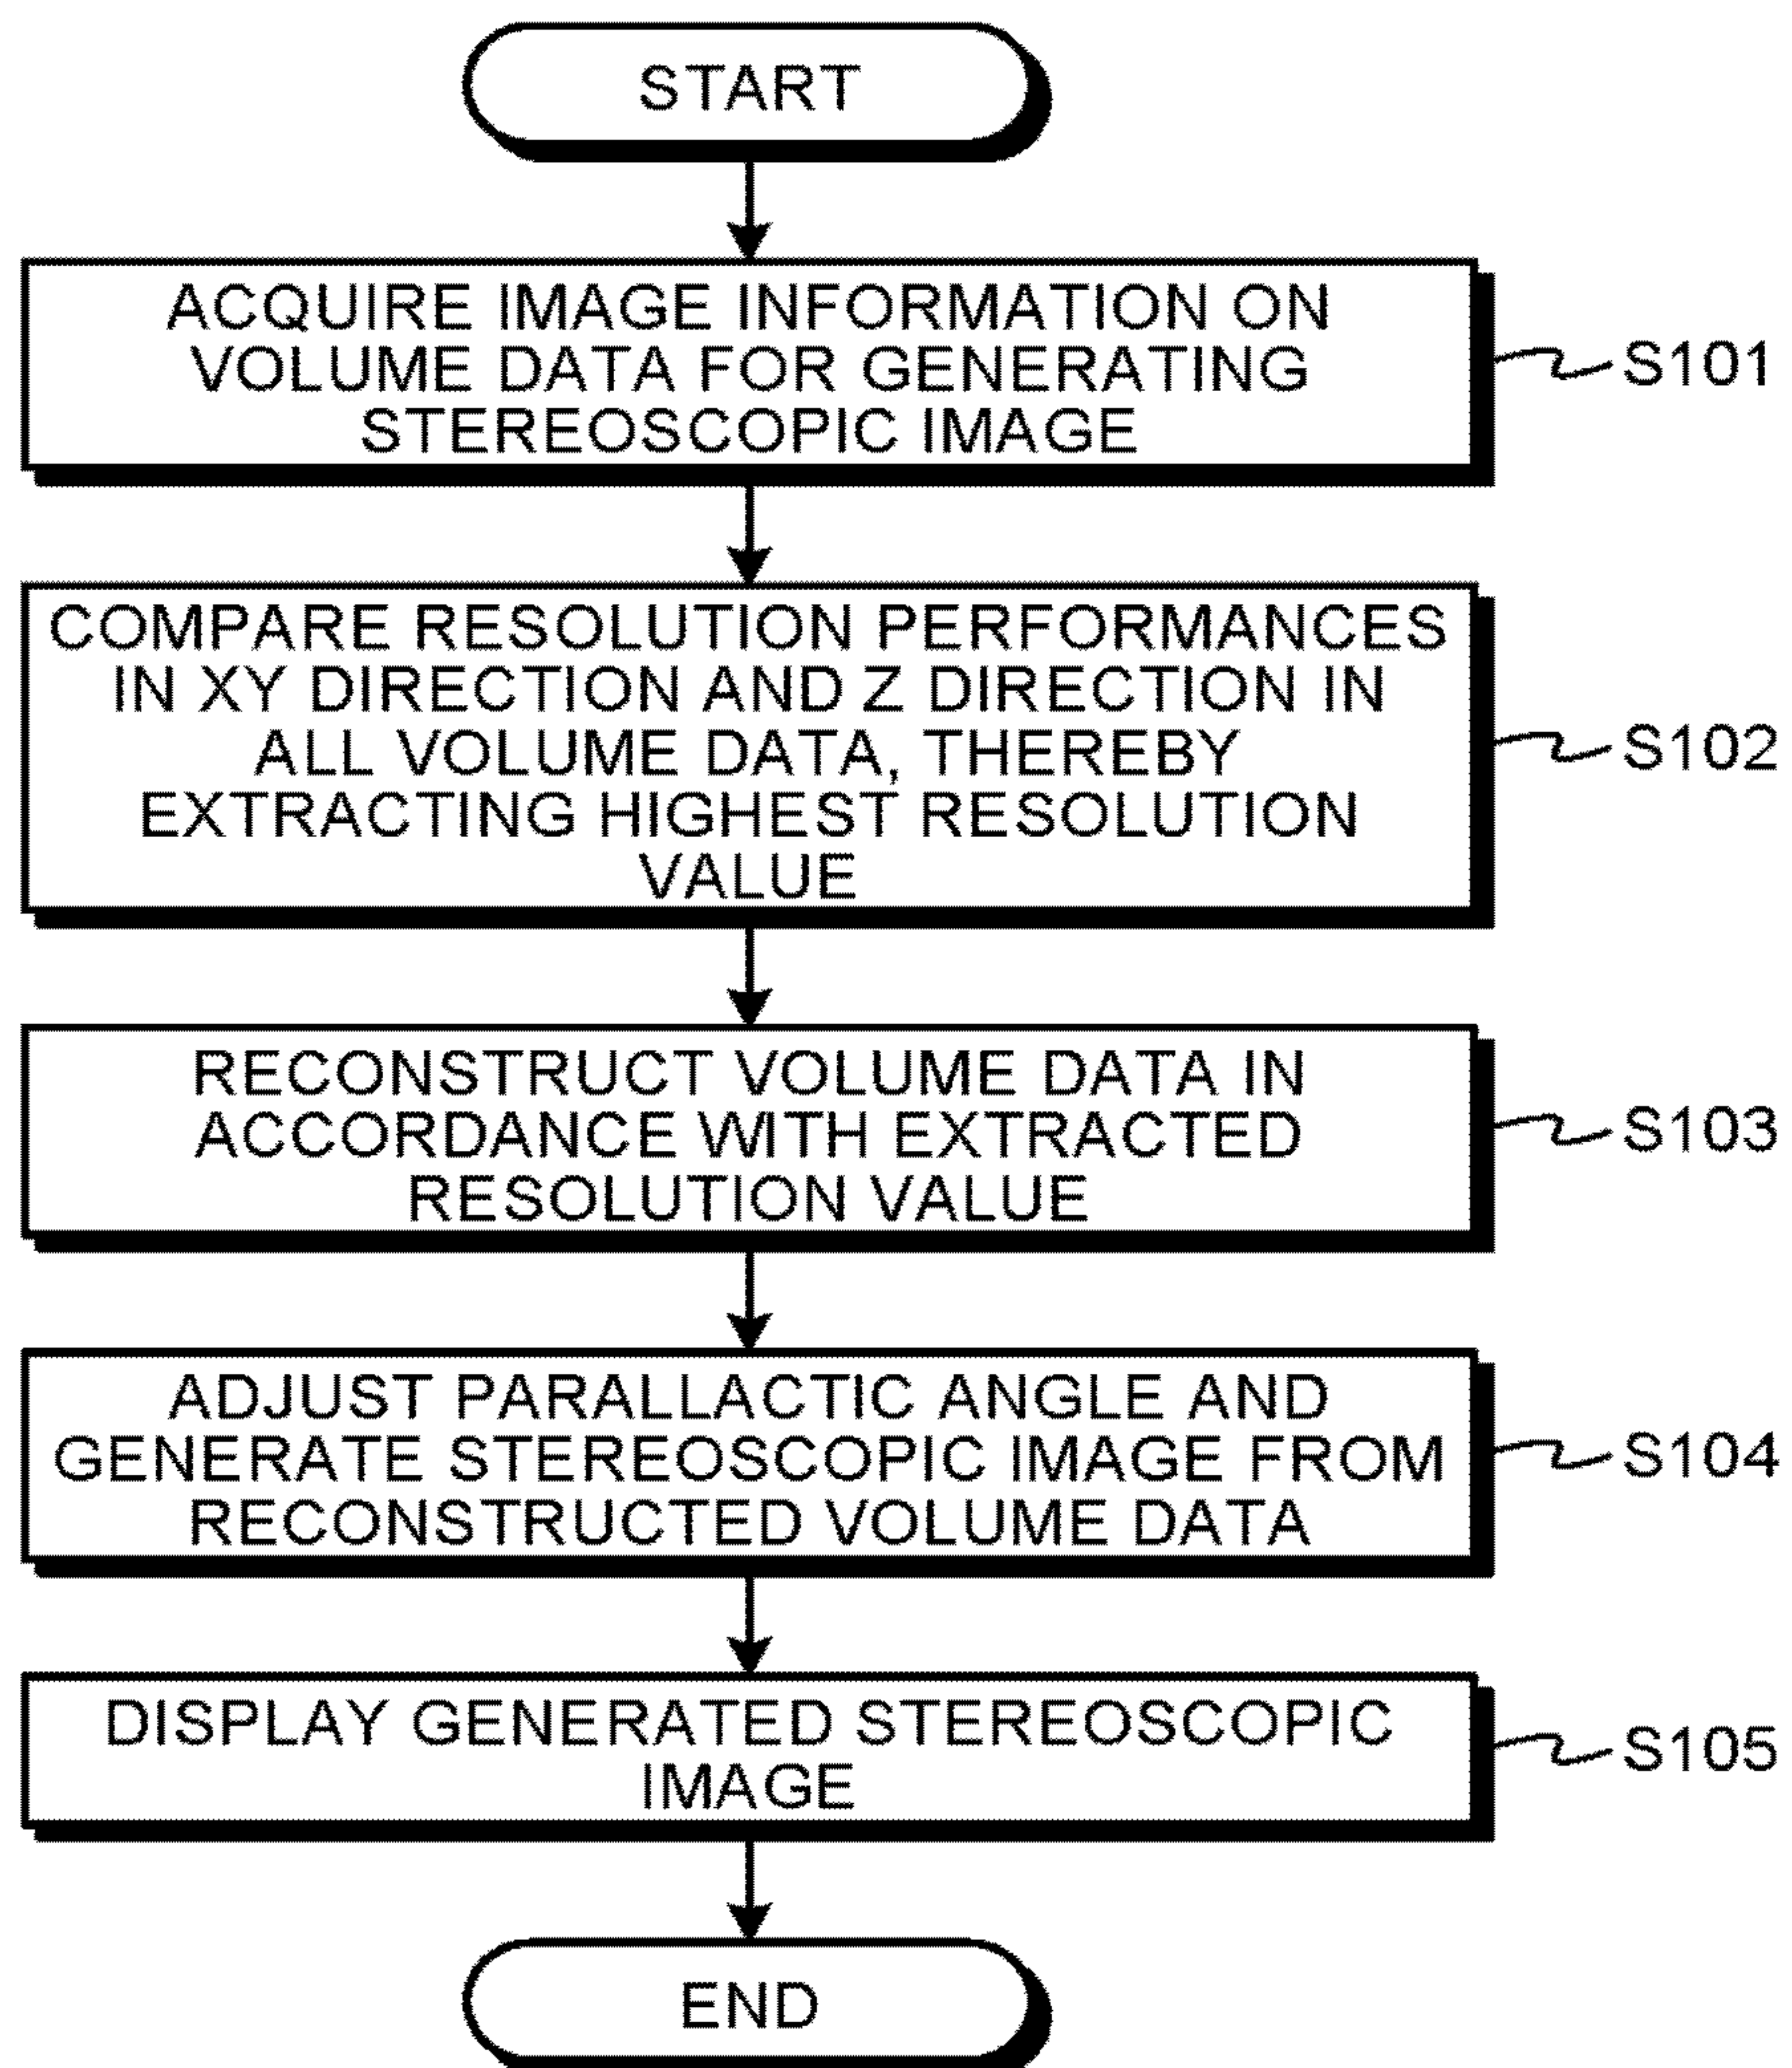 START
ACQUIRE IMAGE INFORMATION ON
VOLUME DATA FOR GENERATING
STEREOSCOPIC IMAGE
S101
COMPARE RESOLUTION PERFORMANCES
IN XY DIRECTION AND Z DIRECTION IN
ALL VOLUME DATA, THEREBY
EXTRACTING HIGHEST RESOLUTION
VALUE
S102
RECONSTRUCT VOLUME DATA IN
ACCORDANCE WITH EXTRACTED
RESOLUTION VALUE
S103
ADJUST PARALLACTIC ANGLE AND
GENERATE STEREOSCOPIC IMAGE FROM
RECONSTRUCTED VOLUME DATA
S104
DISPLAY GENERATED STEREOSCOPIC
IMAGE
S105
END